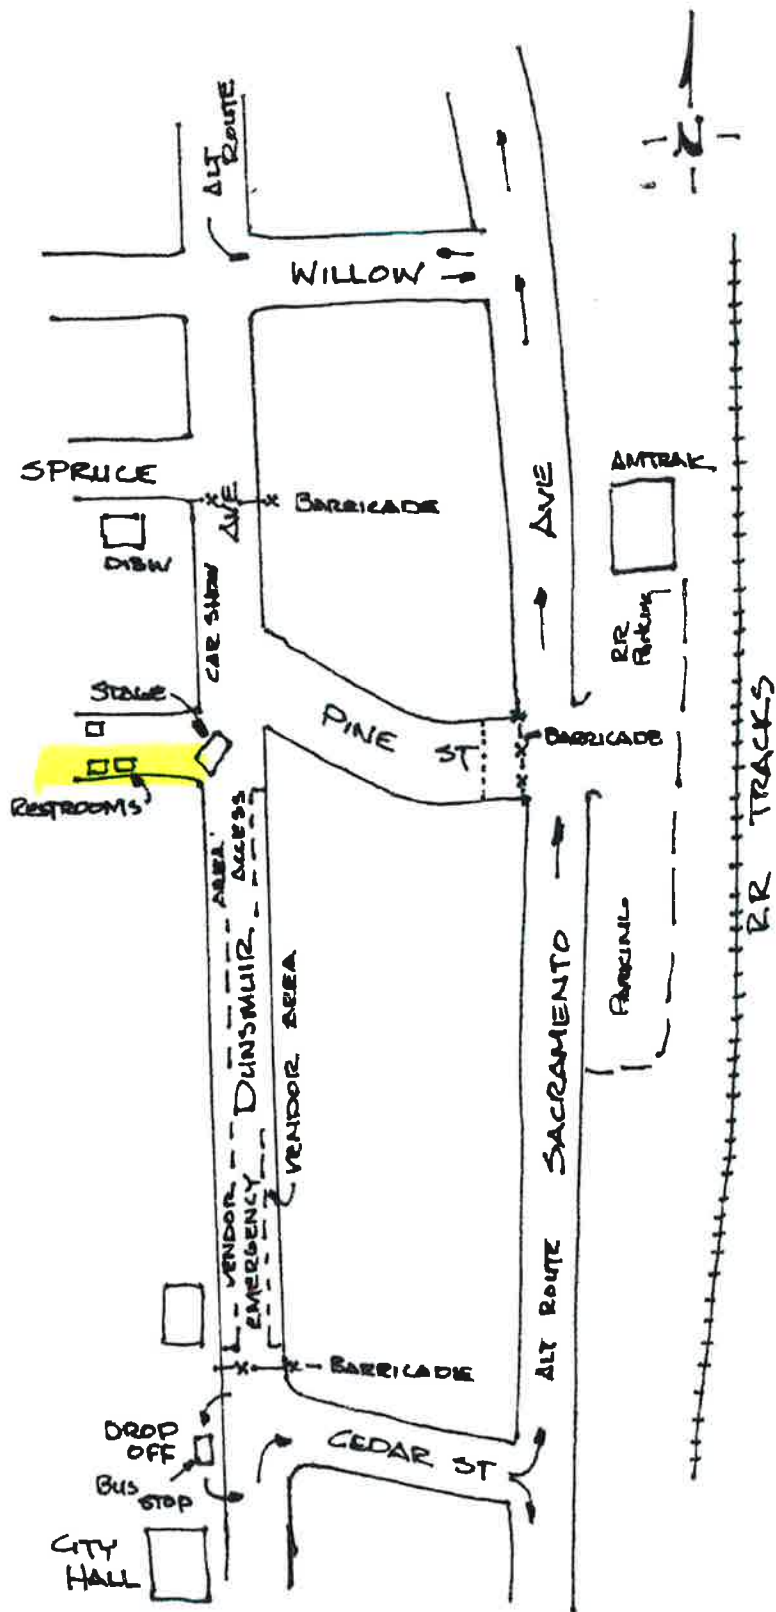 ALT
ROUTE
N
WILLOW
SPRUCE
AVE
BARRICADE
AVE
AMTRAK
CAR SHOW
RR
Parking
STAGE
PINE ST
BARRICADE
RESTROOMS
RR TRACKS
VENDOR AREA
EMERGENCY ACCESS
DUNSMUIR
VENDOR AREA
PARKING
SACRAMENTO
ALT ROUTE
BARRICADE
DROP
OFF
CEDAR ST
BUS
STOP
CITY
HALL